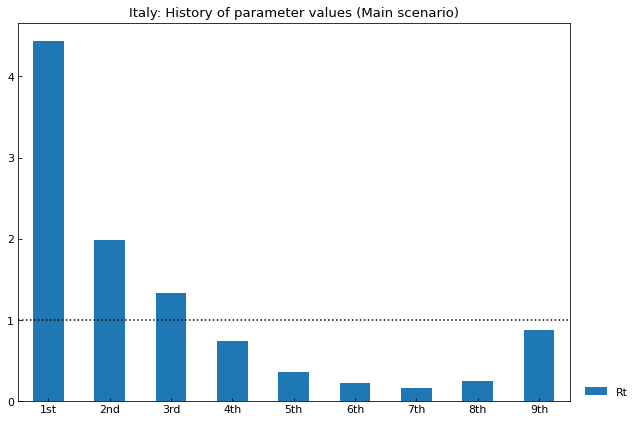 Italy: History of parameter values (Main scenario)
4
3
2
1
0
1st 2nd 3rd 4th 5th 6th 7th 8th 9th
Rt